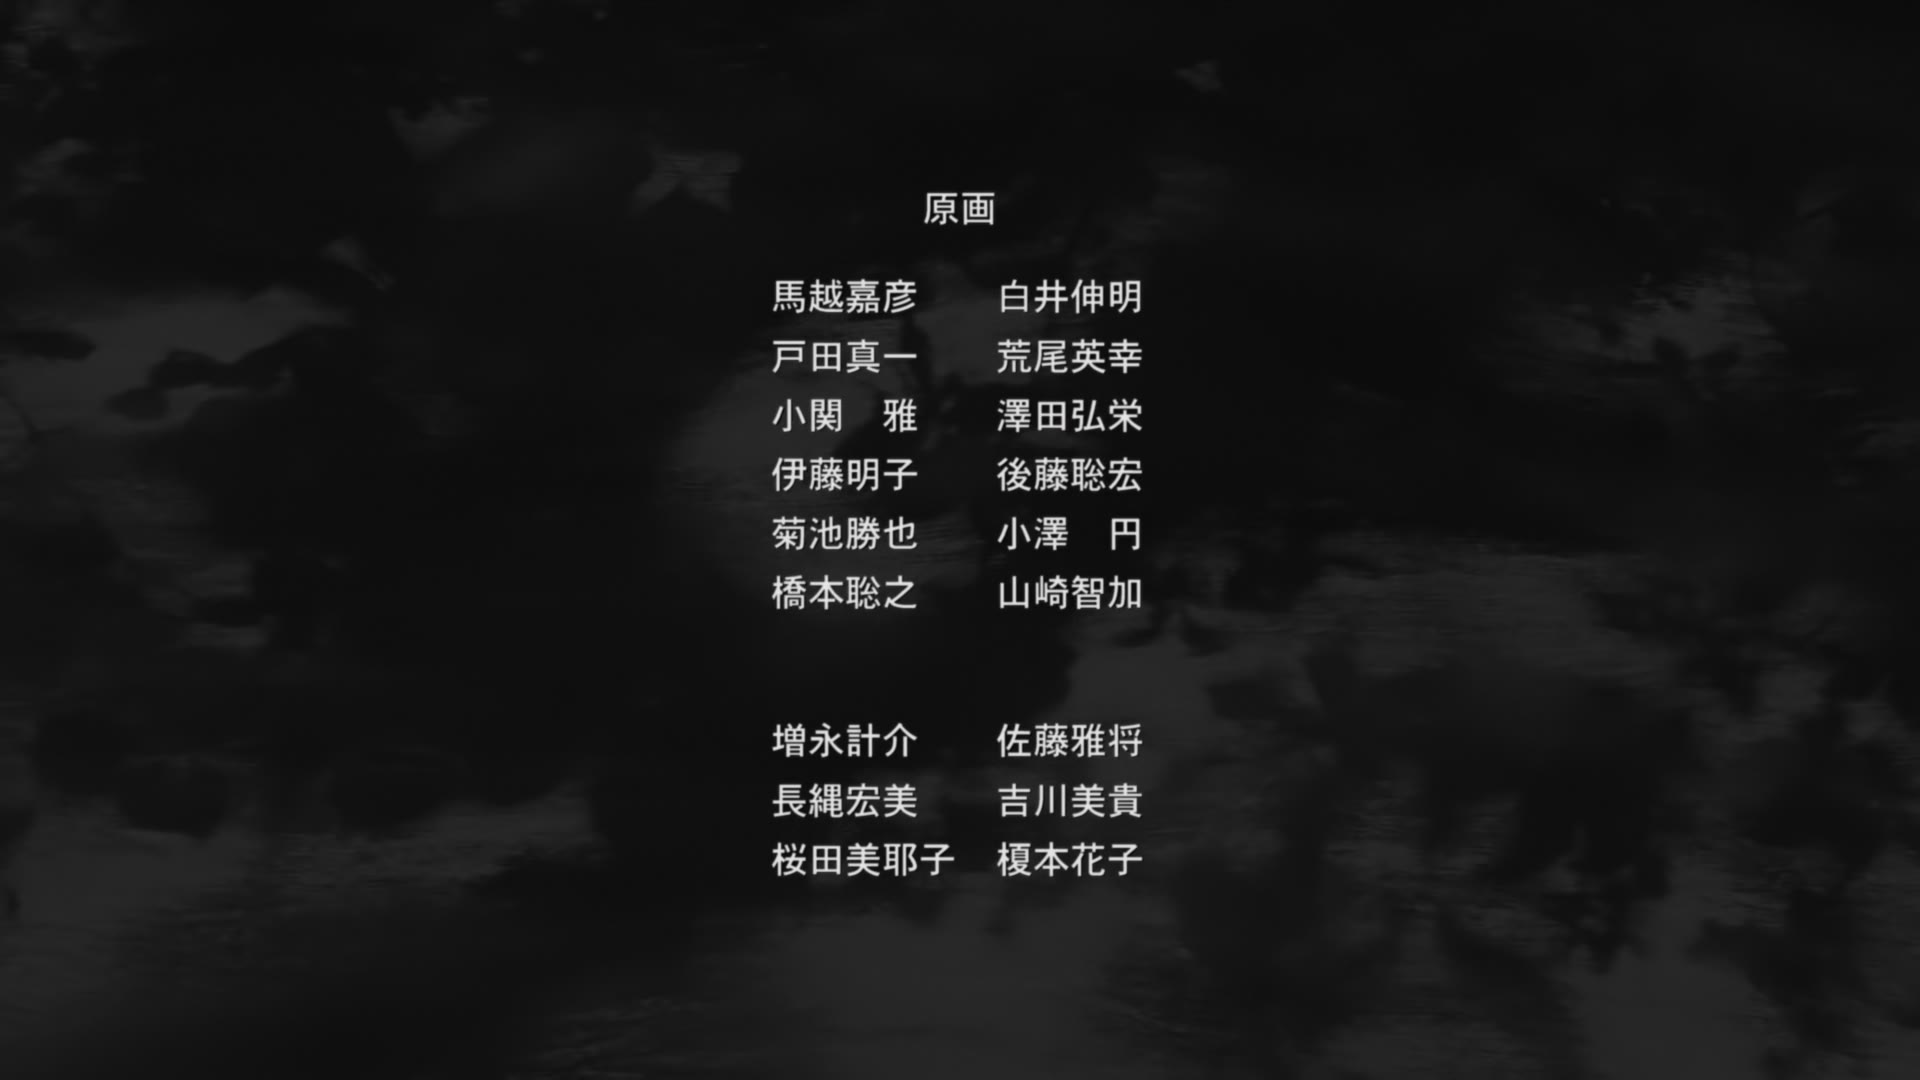 原画
馬越嘉彦　　白井伸明
戸田真一　　荒尾英幸
小関　雅　　澤田弘栄
伊藤明子　　後藤聡宏
菊池勝也　　小澤　円
橋本聡之　　山崎智加
増永計介　　佐藤雅将
長縄宏美　　吉川美貴
桜田美耶子　榎本花子